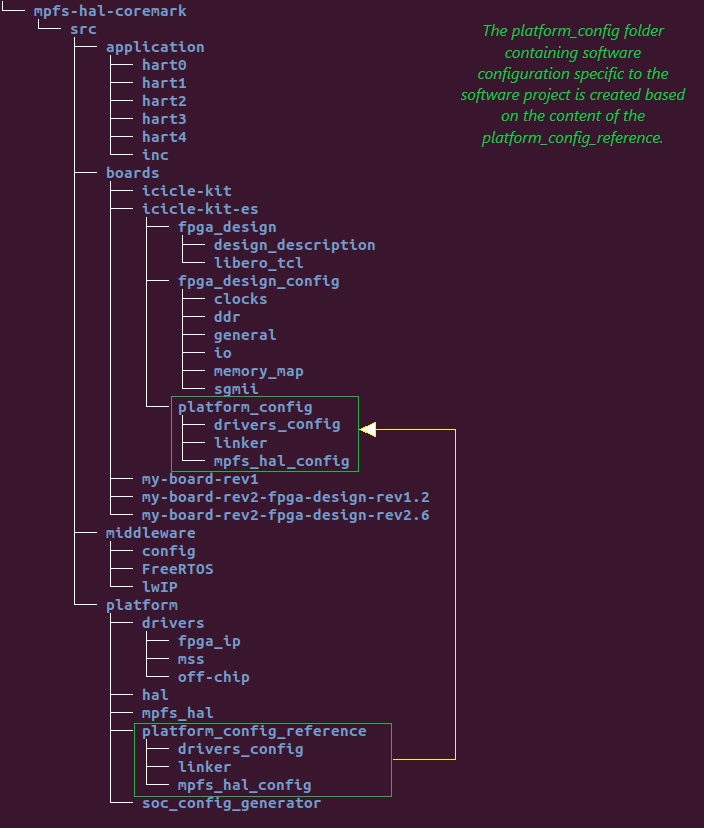 mpfs-hal-coremark
src
application
hart0
hart1
hart2
hart3
hart4
inc
boards
icicle-kit
icicle-kit-es
fpga_design
design_description
libero_tcl
fpga_design_config
clocks
ddr
general
io
memory_map
sgmii
platform_config
drivers_config
linker
mpfs_hal_config
my-board-rev1
my-board-rev2-fpga-design-rev1.2
my-board-rev2-fpga-design-rev2.6
middleware
config
FreeRTOS
lwIP
platform
drivers
fpga_ip
mss
off-chip
hal
mpfs_hal
platform_config_reference
drivers_config
linker
mpfs_hal_config
soc_config_generator
The platform_config folder
containing software
configuration specific to the
software project is created based
on the content of the
platform_config_reference.